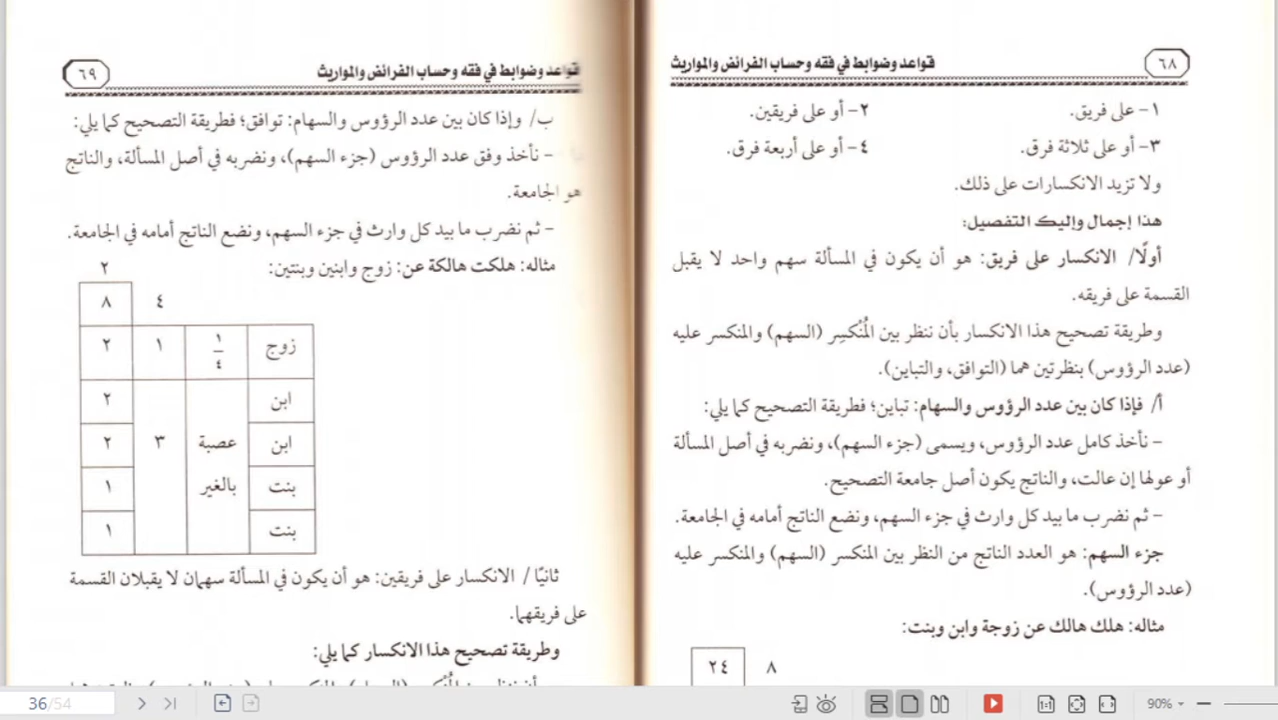 ٦٨
قواعد وضوابط في فقه وحساب الفرائض والمواريث
١- على فريق.
٢- أو على فريقين.
٣- أو على ثلاثة فرق.
٤- أو على أربعة فرق.
ولا تزيد الانكسارات على ذلك.
هذا إجمال وإليك التفصيل:
أولًا/ الانكسار على فريق: هو أن يكون في المسألة سهم واحد لا يقبل
القسمة على فريقه.
وطريقة تصحيح هذا الانكسار بأن ننظر بين المُنْكسِر (السهم) والمنكسر عليه
(عدد الرؤوس) بنظرتين هما (التوافق، والتباين).
أ/ فإذا كان بين عدد الرؤوس والسهام: تباين؛ فطريقة التصحيح كما يلي:
- نأخذ كامل عدد الرؤوس، ويسمى (جزء السهم)، ونضربه في أصل المسألة
أو عولها إن عالت، والناتج يكون أصل جامعة التصحيح.
- ثم نضرب ما بيد كل وارث في جزء السهم، ونضع الناتج أمامه في الجامعة.
جزء السهم: هو العدد الناتج من النظر بين المنكسر (السهم) والمنكسر عليه
(عدد الرؤوس).
مثاله: هلك هالك عن زوجة وابن وبنت:
٨ ٢٤
٦٩
قواعد وضوابط في فقه وحساب الفرائض والمواريث
ب/ وإذا كان بين عدد الرؤوس والسهام: توافق؛ فطريقة التصحيح كما يلي:
- نأخذ وفق عدد الرؤوس (جزء السهم)، ونضربه في أصل المسألة، والناتج
هو الجامعة.
- ثم نضرب ما بيد كل وارث في جزء السهم، ونضع الناتج أمامه في الجامعة.
مثاله: هلكت هالكة عن: زوج وابنين وبنتين:
٢
٤ ٨
زوج ١/٤ ١ ٢
ابن ٢
ابن عصبة ٣ ٢
بنت بالغير ١
بنت ١
ثانيًا/ الانكسار على فريقين: هو أن يكون في المسألة سهمان لا يقبلان القسمة
على فريقهما.
وطريقة تصحيح هذا الانكسار كما يلي:
36/54
90%